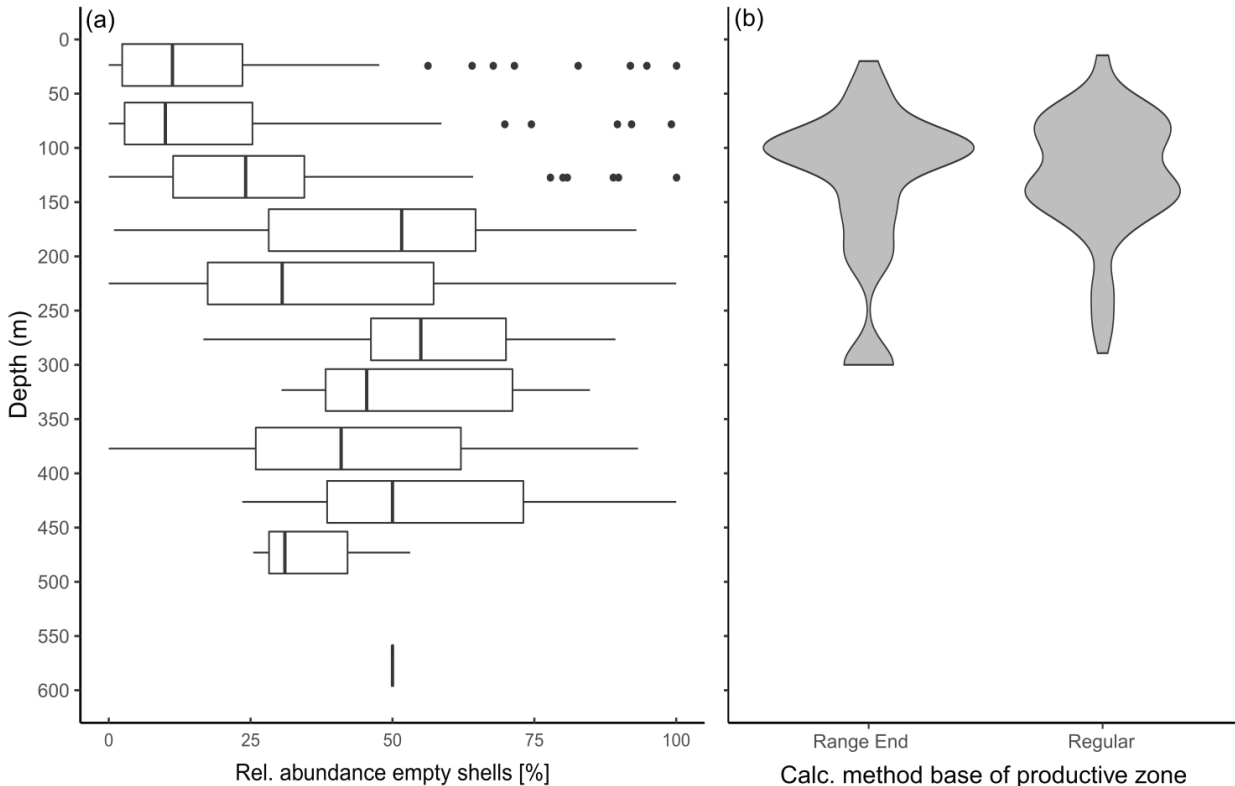 (a)
(b)
Depth (m)
0
50
100
150
200
250
300
350
400
450
500
550
600
0 25 50 75 100
Rel. abundance empty shells [%]
Range End Regular
Calc. method base of productive zone